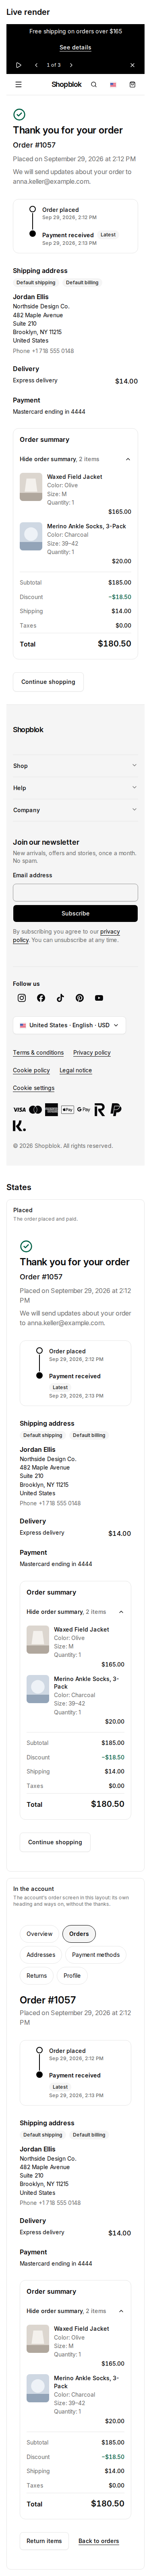 Live render
Free shipping on orders over $165
See details
1 of 3
Shopblok
Thank you for your order
Order #1057
Placed on September 29, 2026 at 2:12 PM
We will send updates about your order to
anna.keller@example.com.
Order placed
Sep 29, 2026, 2:12 PM
Payment received Latest
Sep 29, 2026, 2:13 PM
Shipping address
Default shipping Default billing
Jordan Ellis
Northside Design Co.
482 Maple Avenue
Suite 210
Brooklyn, NY 11215
United States
Phone +1 718 555 0148
Delivery
Express delivery $14.00
Payment
Mastercard ending in 4444
Order summary
Hide order summary, 2 items
Waxed Field Jacket
Color: Olive
Size: M
Quantity: 1
$165.00
Merino Ankle Socks, 3-Pack
Color: Charcoal
Size: 39–42
Quantity: 1
$20.00
Subtotal $185.00
Discount −$18.50
Shipping $14.00
Taxes $0.00
Total $180.50
Continue shopping
Shopblok
Shop
Help
Company
Join our newsletter
New arrivals, offers and stories, once a month.
No spam.
Email address
Subscribe
By subscribing you agree to our privacy
policy. You can unsubscribe at any time.
Follow us
United States · English · USD
Terms & conditions Privacy policy
Cookie policy Legal notice
Cookie settings
VISA Pay G Pay
K.
© 2026 Shopblok. All rights reserved.
States
Placed
The order placed and paid.
Thank you for your order
Order #1057
Placed on September 29, 2026 at 2:12
PM
We will send updates about your order
to anna.keller@example.com.
Order placed
Sep 29, 2026, 2:12 PM
Payment received
Latest
Sep 29, 2026, 2:13 PM
Shipping address
Default shipping Default billing
Jordan Ellis
Northside Design Co.
482 Maple Avenue
Suite 210
Brooklyn, NY 11215
United States
Phone +1 718 555 0148
Delivery
Express delivery $14.00
Payment
Mastercard ending in 4444
Order summary
Hide order summary, 2 items
Waxed Field Jacket
Color: Olive
Size: M
Quantity: 1
$165.00
Merino Ankle Socks, 3-
Pack
Color: Charcoal
Size: 39–42
Quantity: 1
$20.00
Subtotal $185.00
Discount −$18.50
Shipping $14.00
Taxes $0.00
Total $180.50
Continue shopping
In the account
The account's order screen in this layout: its own
heading and ways on, without the thanks.
Overview Orders
Addresses Payment methods
Returns Profile
Order #1057
Placed on September 29, 2026 at 2:12
PM
Order placed
Sep 29, 2026, 2:12 PM
Payment received
Latest
Sep 29, 2026, 2:13 PM
Shipping address
Default shipping Default billing
Jordan Ellis
Northside Design Co.
482 Maple Avenue
Suite 210
Brooklyn, NY 11215
United States
Phone +1 718 555 0148
Delivery
Express delivery $14.00
Payment
Mastercard ending in 4444
Order summary
Hide order summary, 2 items
Waxed Field Jacket
Color: Olive
Size: M
Quantity: 1
$165.00
Merino Ankle Socks, 3-
Pack
Color: Charcoal
Size: 39–42
Quantity: 1
$20.00
Subtotal $185.00
Discount −$18.50
Shipping $14.00
Taxes $0.00
Total $180.50
Return items Back to orders